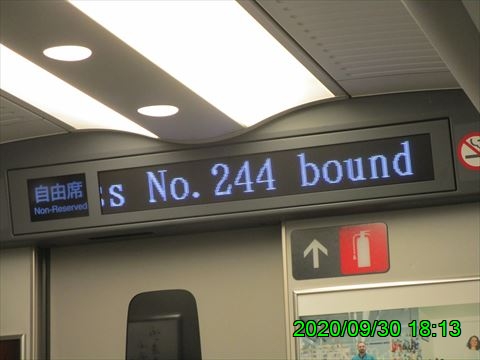 自由席
Non-Reserved
s No. 244 bound
2020/09/30 18:13